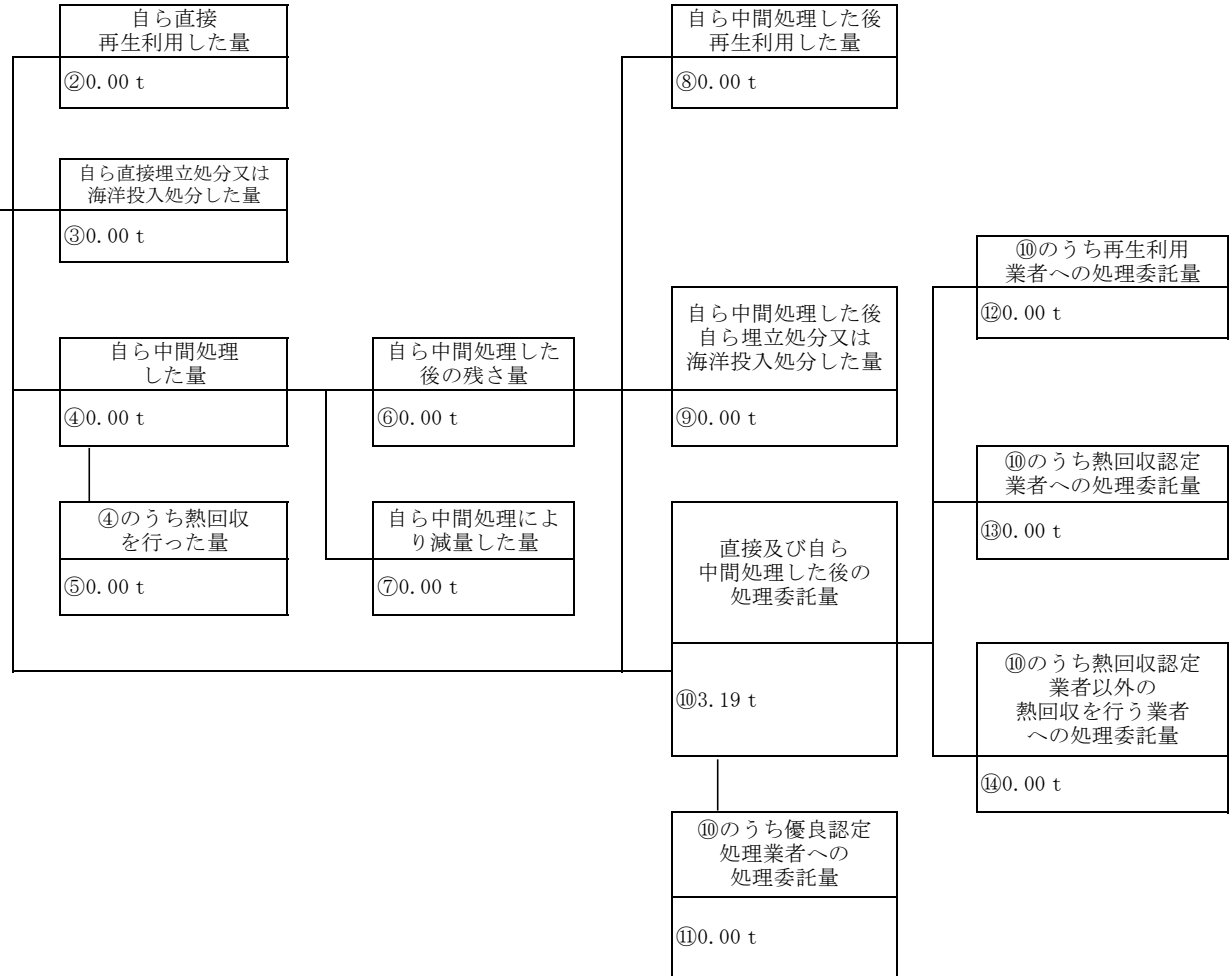 自ら直接
再生利用した量
②0.00 t
自ら直接埋立処分又は
海洋投入処分した量
③0.00 t
自ら中間処理
した量
④0.00 t
④のうち熱回収
を行った量
⑤0.00 t
自ら中間処理した
後の残さ量
⑥0.00 t
自ら中間処理によ
り減量した量
⑦0.00 t
自ら中間処理した後
再生利用した量
⑧0.00 t
自ら中間処理した後
自ら埋立処分又は
海洋投入処分した量
⑨0.00 t
直接及び自ら
中間処理した後の
処理委託量
⑩3.19 t
⑩のうち優良認定
処理業者への
処理委託量
⑪0.00 t
⑩のうち再生利用
業者への処理委託量
⑫0.00 t
⑩のうち熱回収認定
業者への処理委託量
⑬0.00 t
⑩のうち熱回収認定
業者以外の
熱回収を行う業者
への処理委託量
⑭0.00 t